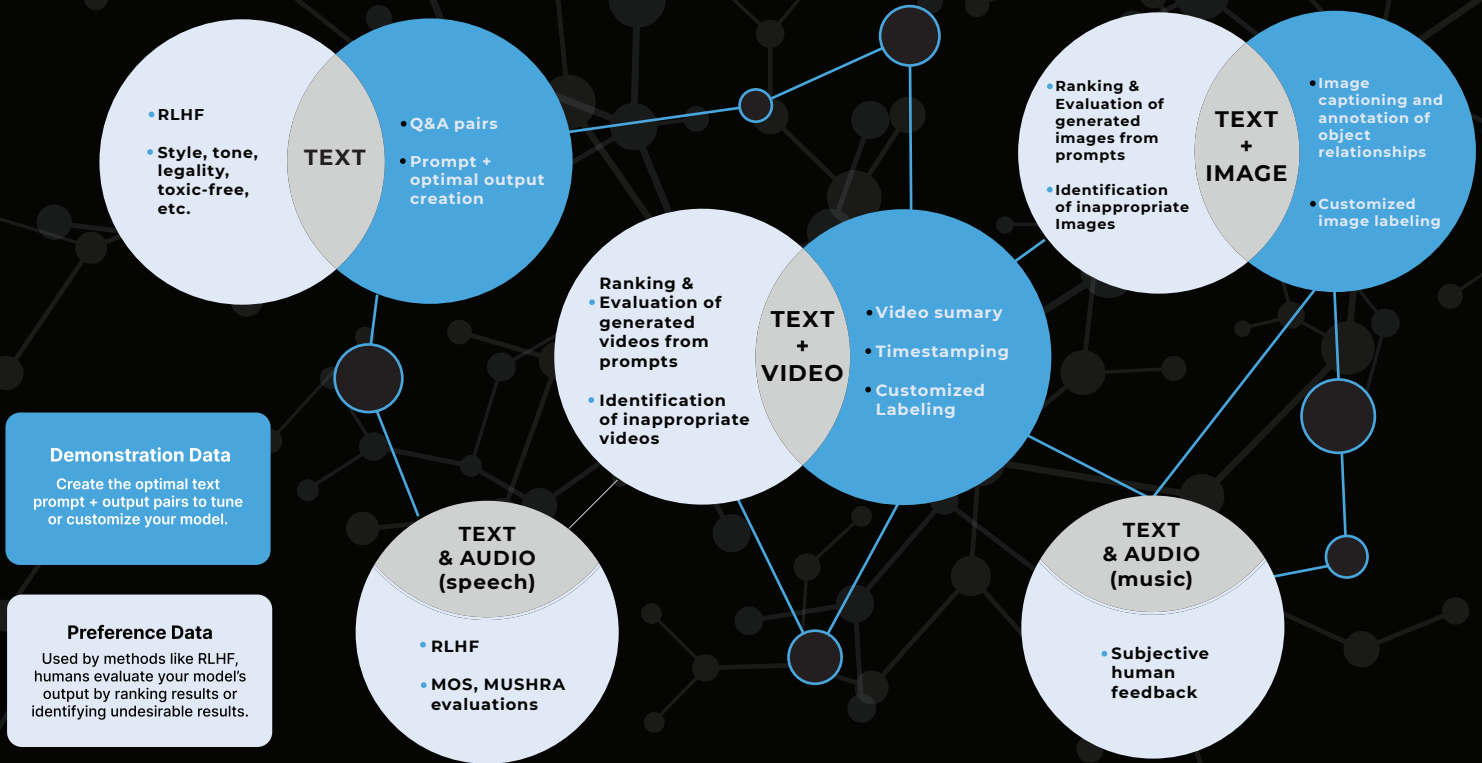 RLHF
Style, tone,
legality,
toxic-free,
etc.
TEXT
Q&A pairs
Prompt +
optimal output
creation
Ranking &
Evaluation of
generated
images from
prompts
Identification
of inappropriate
Images
TEXT
+
IMAGE
Image
captioning and
annotation of
object
relationships
Customized
image labeling
Ranking &
Evaluation of
generated
videos from
prompts
Identification
of inappropriate
videos
TEXT
+
VIDEO
Video sumary
Timestamping
Customized
Labeling
Demonstration Data
Create the optimal text
prompt + output pairs to tune
or customize your model.
Preference Data
Used by methods like RLHF,
humans evaluate your model's
output by ranking results or
identifying undesirable results.
TEXT
& AUDIO
(speech)
RLHF
MOS, MUSHRA
evaluations
TEXT
& AUDIO
(music)
Subjective
human
feedback